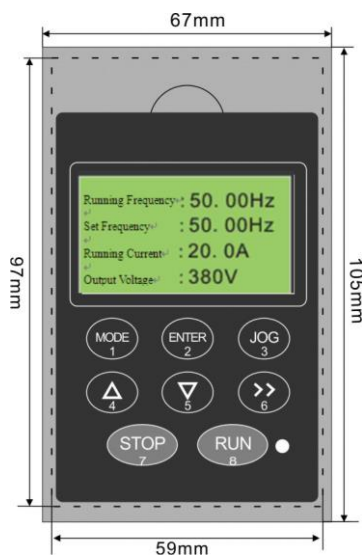 67mm
97mm
105mm
Running Frequency↵ : 50. 00Hz
Set Frequency↵ : 50. 00Hz
Running Current↵ : 20. 0A
Output Voltage↵ : 380V
MODE ENTER JOG
1 2 3
4 5 6
STOP RUN
7 8
59mm